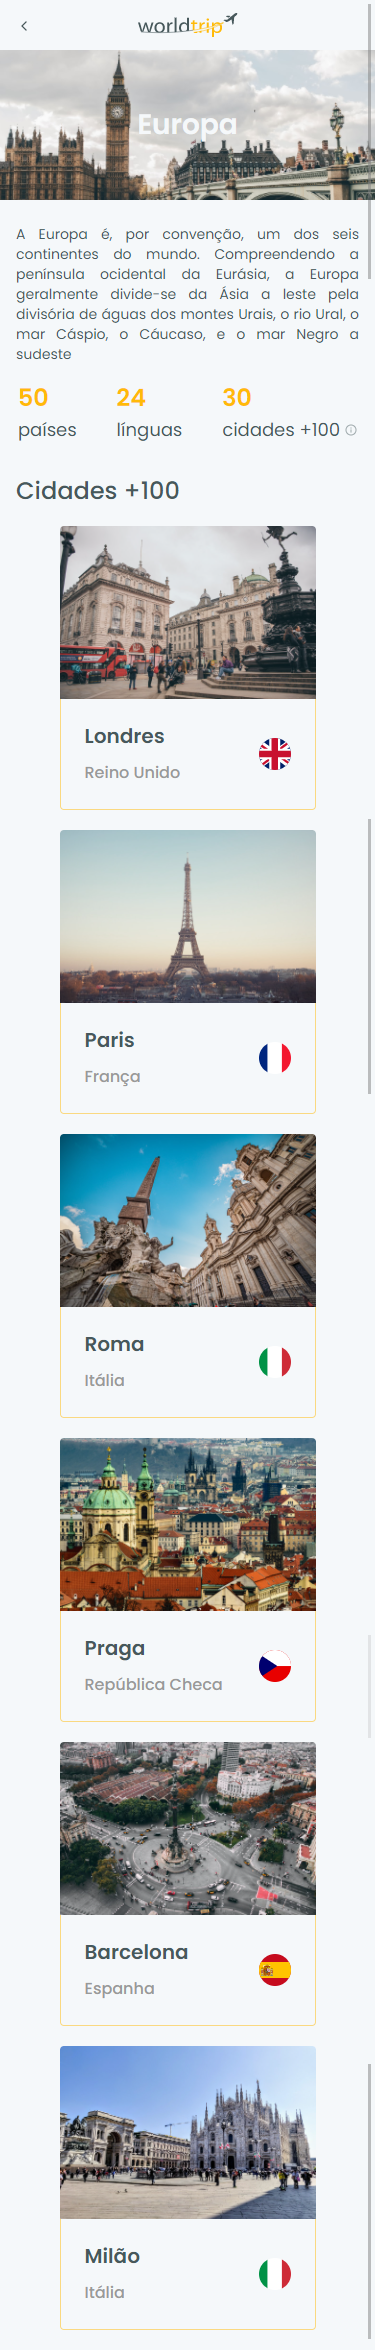 worldtrip
Europa
A Europa é, por convenção, um dos seis
continentes do mundo. Compreendendo a
península ocidental da Eurásia, a Europa
geralmente divide-se da Ásia a leste pela
divisória de águas dos montes Urais, o rio Ural, o
mar Cáspio, o Cáucaso, e o mar Negro a
sudeste
50 24 30
países línguas cidades +100
Cidades +100
Londres
Reino Unido
Paris
França
Roma
Itália
Praga
República Checa
Barcelona
Espanha
Milão
Itália